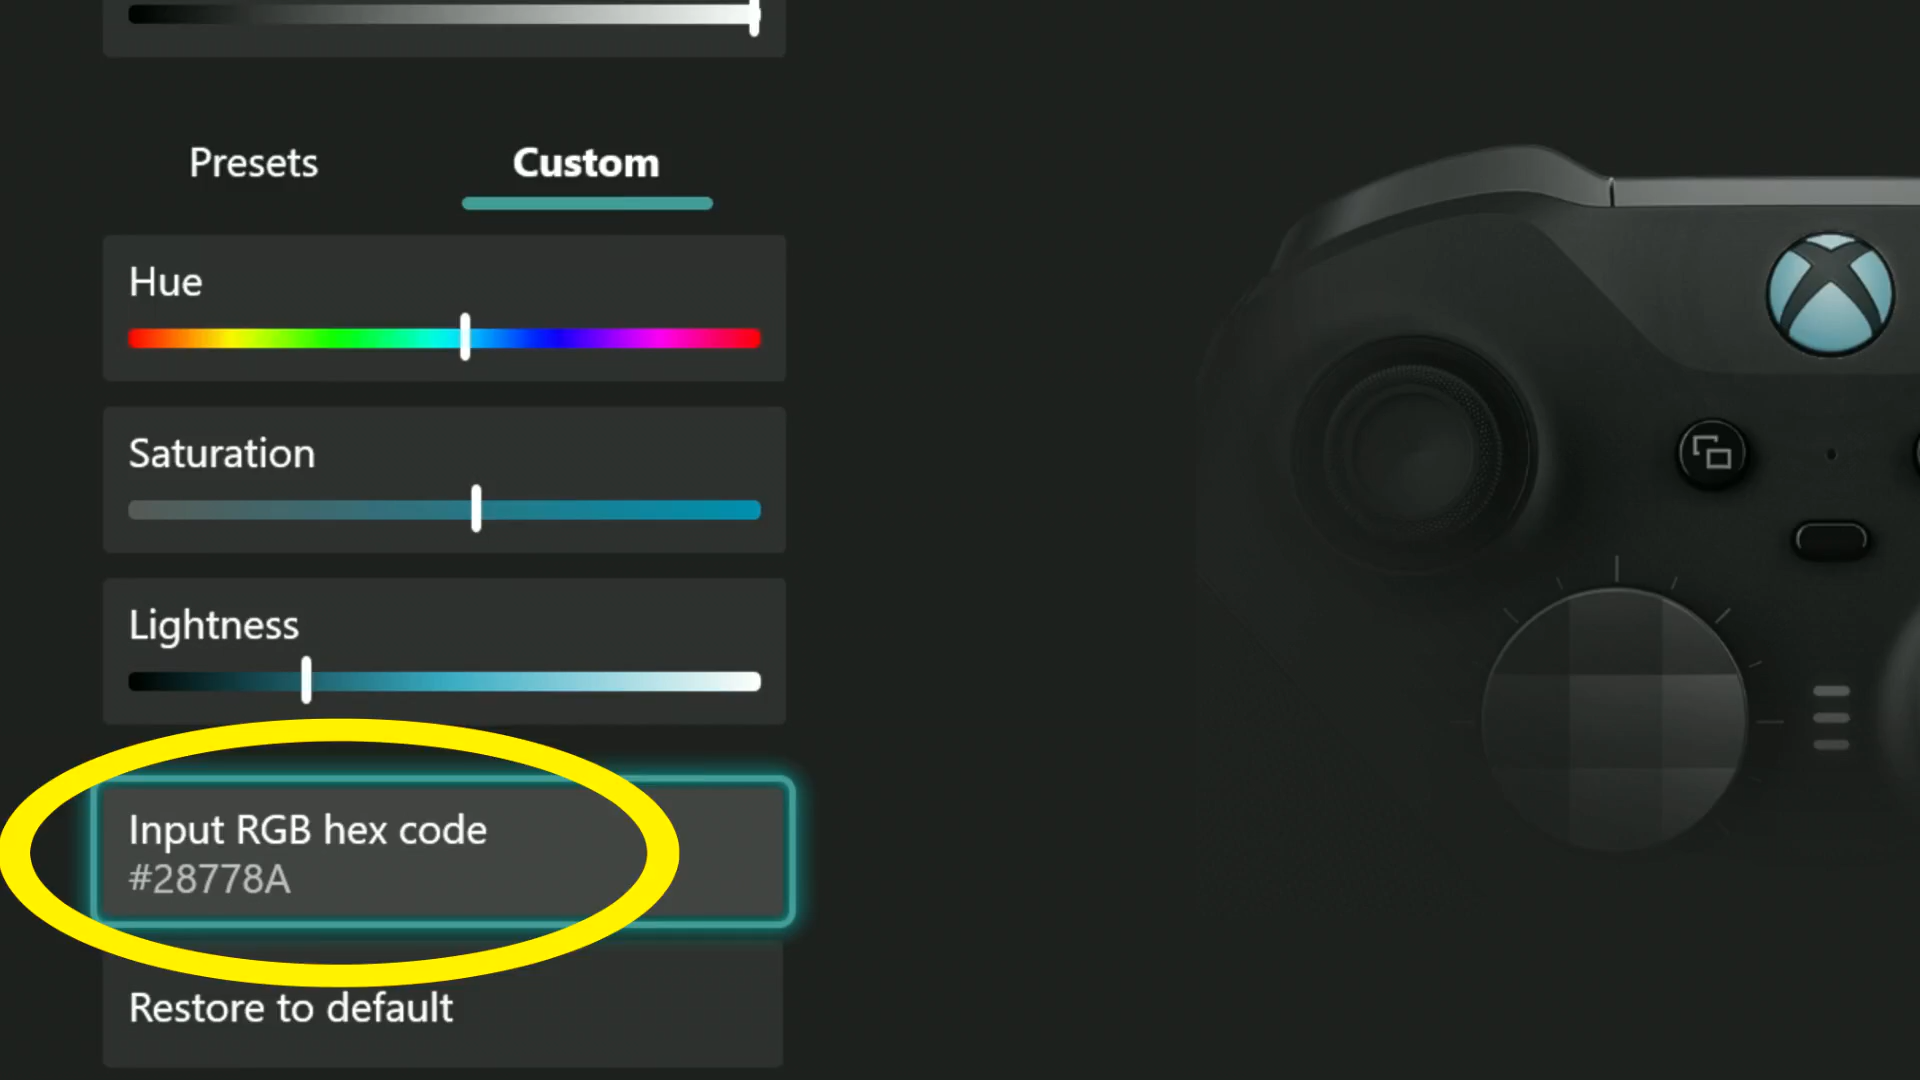 Presets
Custom
Hue
Saturation
Lightness
Input RGB hex code
#28778A
Restore to default